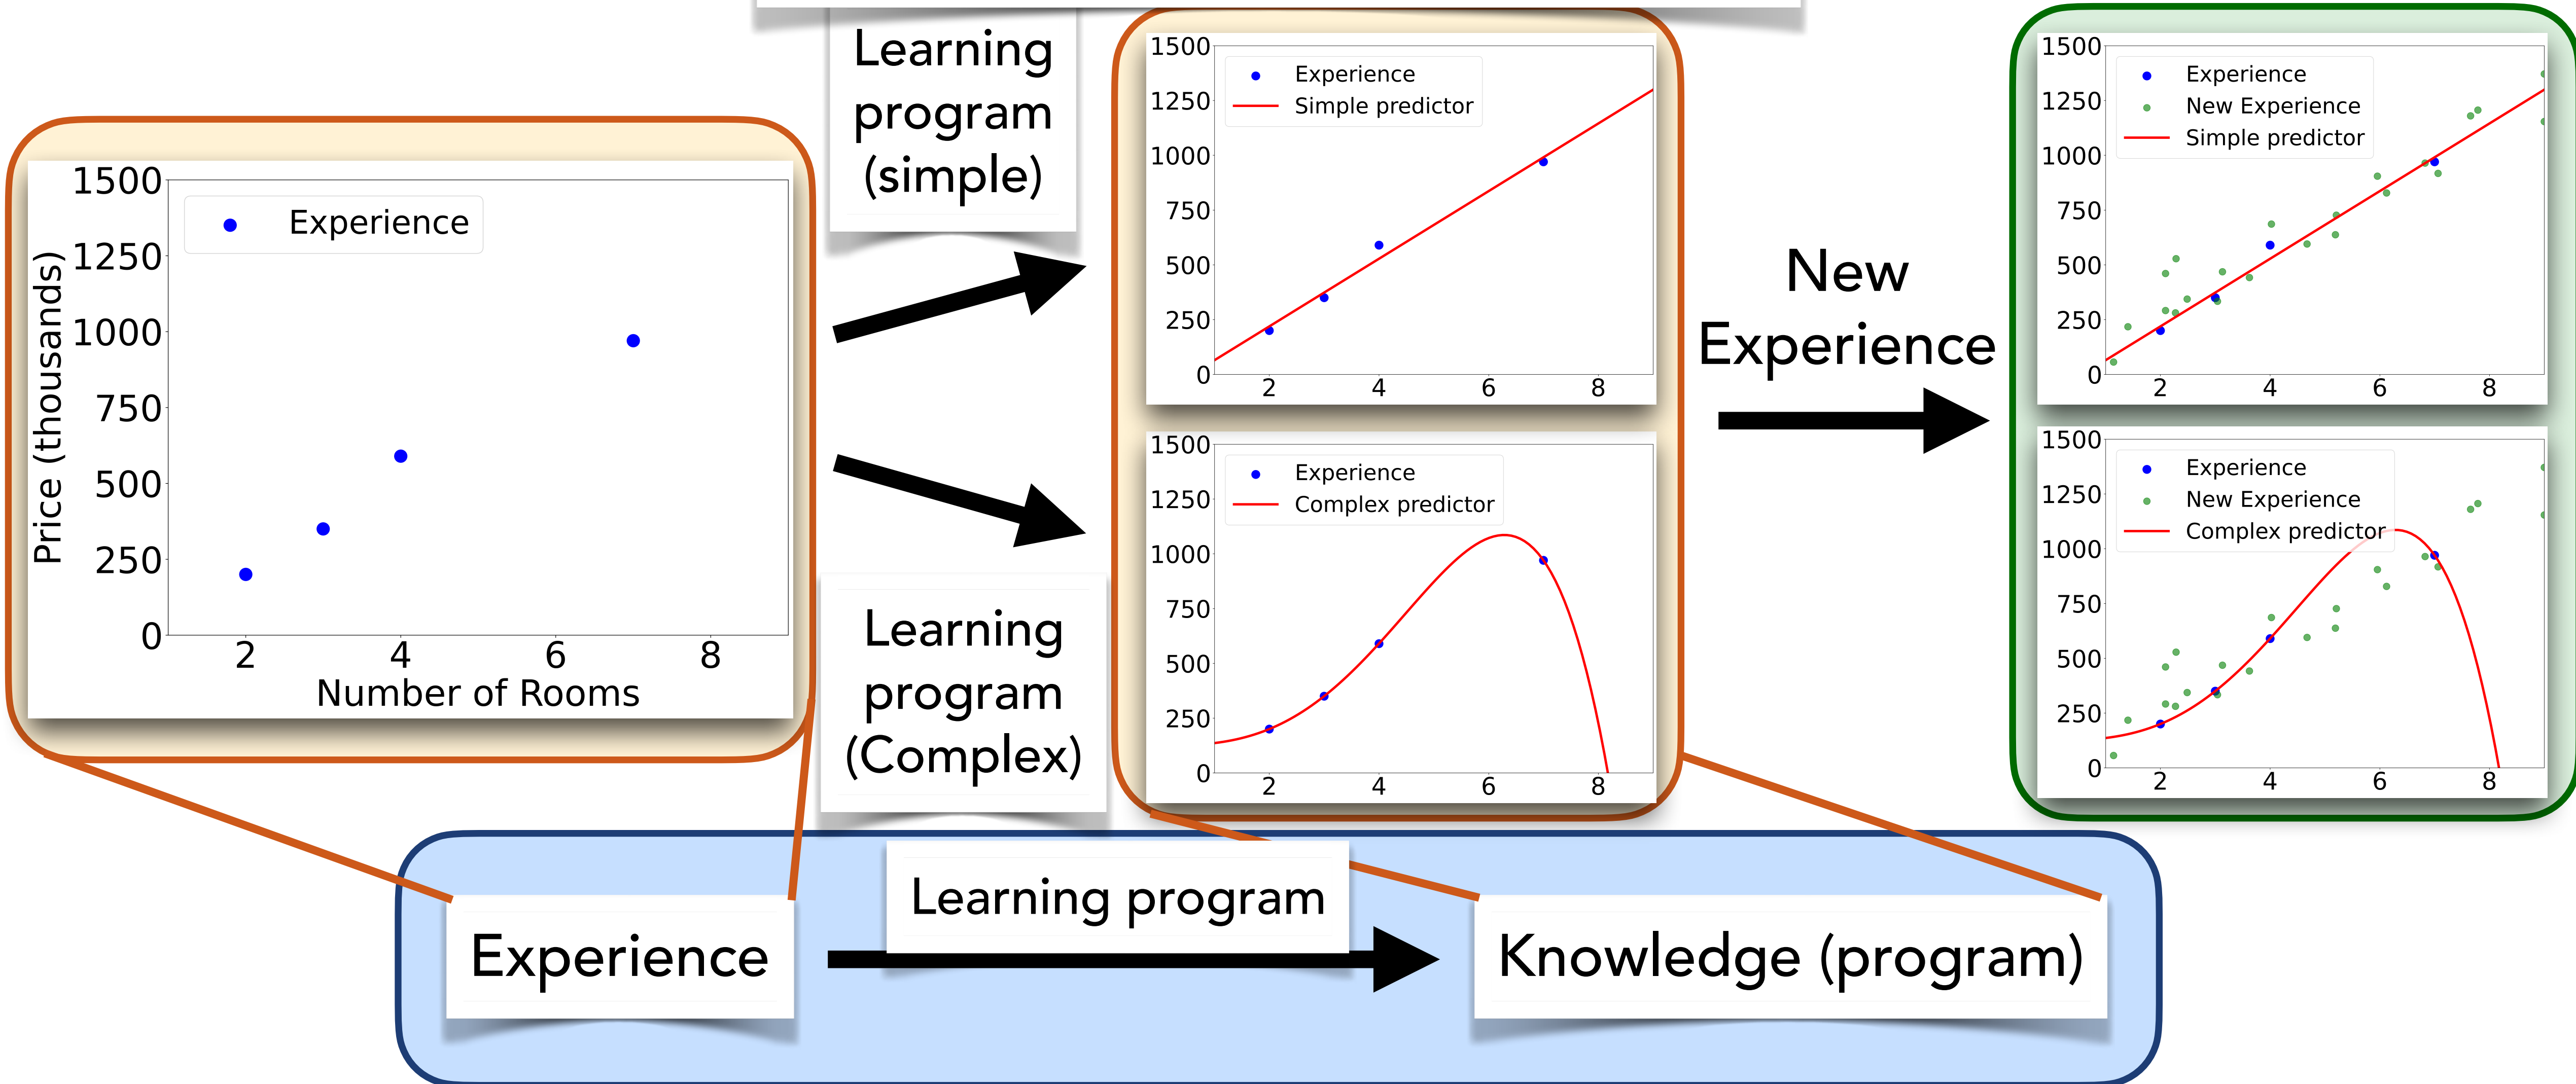 1500
1250
1000
750
500
250
0
2 4 6 8
Price (thousands)
Number of Rooms
Experience
Learning
program
(simple)
Learning
program
(Complex)
1500
1250
1000
750
500
250
0
2 4 6 8
Experience
Simple predictor
1500
1250
1000
750
500
250
0
2 4 6 8
Experience
Complex predictor
New
Experience
1500
1250
1000
750
500
250
0
2 4 6 8
Experience
New Experience
Simple predictor
1500
1250
1000
750
500
250
0
2 4 6 8
Experience
New Experience
Complex predictor
Experience
Learning program
Knowledge (program)